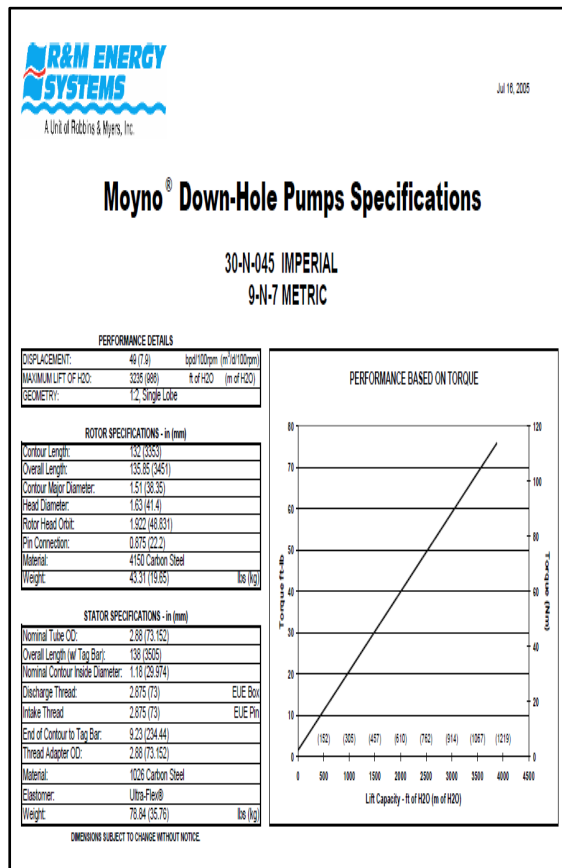 R&M ENERGY
SYSTEMS
A Unit of Robbins & Myers, Inc.
Jul 16, 2005
Moyno® Down-Hole Pumps Specifications
30-N-045 IMPERIAL
9-N-7 METRIC
PERFORMANCE DETAILS
DISPLACEMENT: 49 (7.9) bpd/100rpm (m³/d/100rpm)
MAXIMUM LIFT OF H2O: 3235 (986) ft of H2O (m of H2O)
GEOMETRY: 1:2, Single Lobe
ROTOR SPECIFICATIONS - in (mm)
Contour Length: 132 (3353)
Overall Length: 135.85 (3451)
Contour Major Diameter: 1.51 (38.35)
Head Diameter: 1.63 (41.4)
Rotor Head Orbit: 1.922 (48.831)
Pin Connection: 0.875 (22.2)
Material: 4150 Carbon Steel
Weight: 43.31 (19.65) lbs (kg)
STATOR SPECIFICATIONS - in (mm)
Nominal Tube OD: 2.88 (73.152)
Overall Length (w/ Tag Bar): 138 (3505)
Nominal Contour Inside Diameter: 1.18 (29.974)
Discharge Thread: 2.875 (73) EUE Box
Intake Thread 2.875 (73) EUE Pin
End of Contour to Tag Bar: 9.23 (234.44)
Thread Adapter OD: 2.88 (73.152)
Material: 1026 Carbon Steel
Elastomer: Ultra-Flex®
Weight: 78.84 (35.76) lbs (kg)
DIMENSIONS SUBJECT TO CHANGE WITHOUT NOTICE.
PERFORMANCE BASED ON TORQUE
80
70
60
50
40
30
20
10
0
Torque ft-lb
120
100
80
60
40
20
0
Torque (Nm)
(152) (305) (457) (610) (762) (914) (1067) (1219)
0 500 1000 1500 2000 2500 3000 3500 4000 4500
Lift Capacity - ft of H2O (m of H2O)